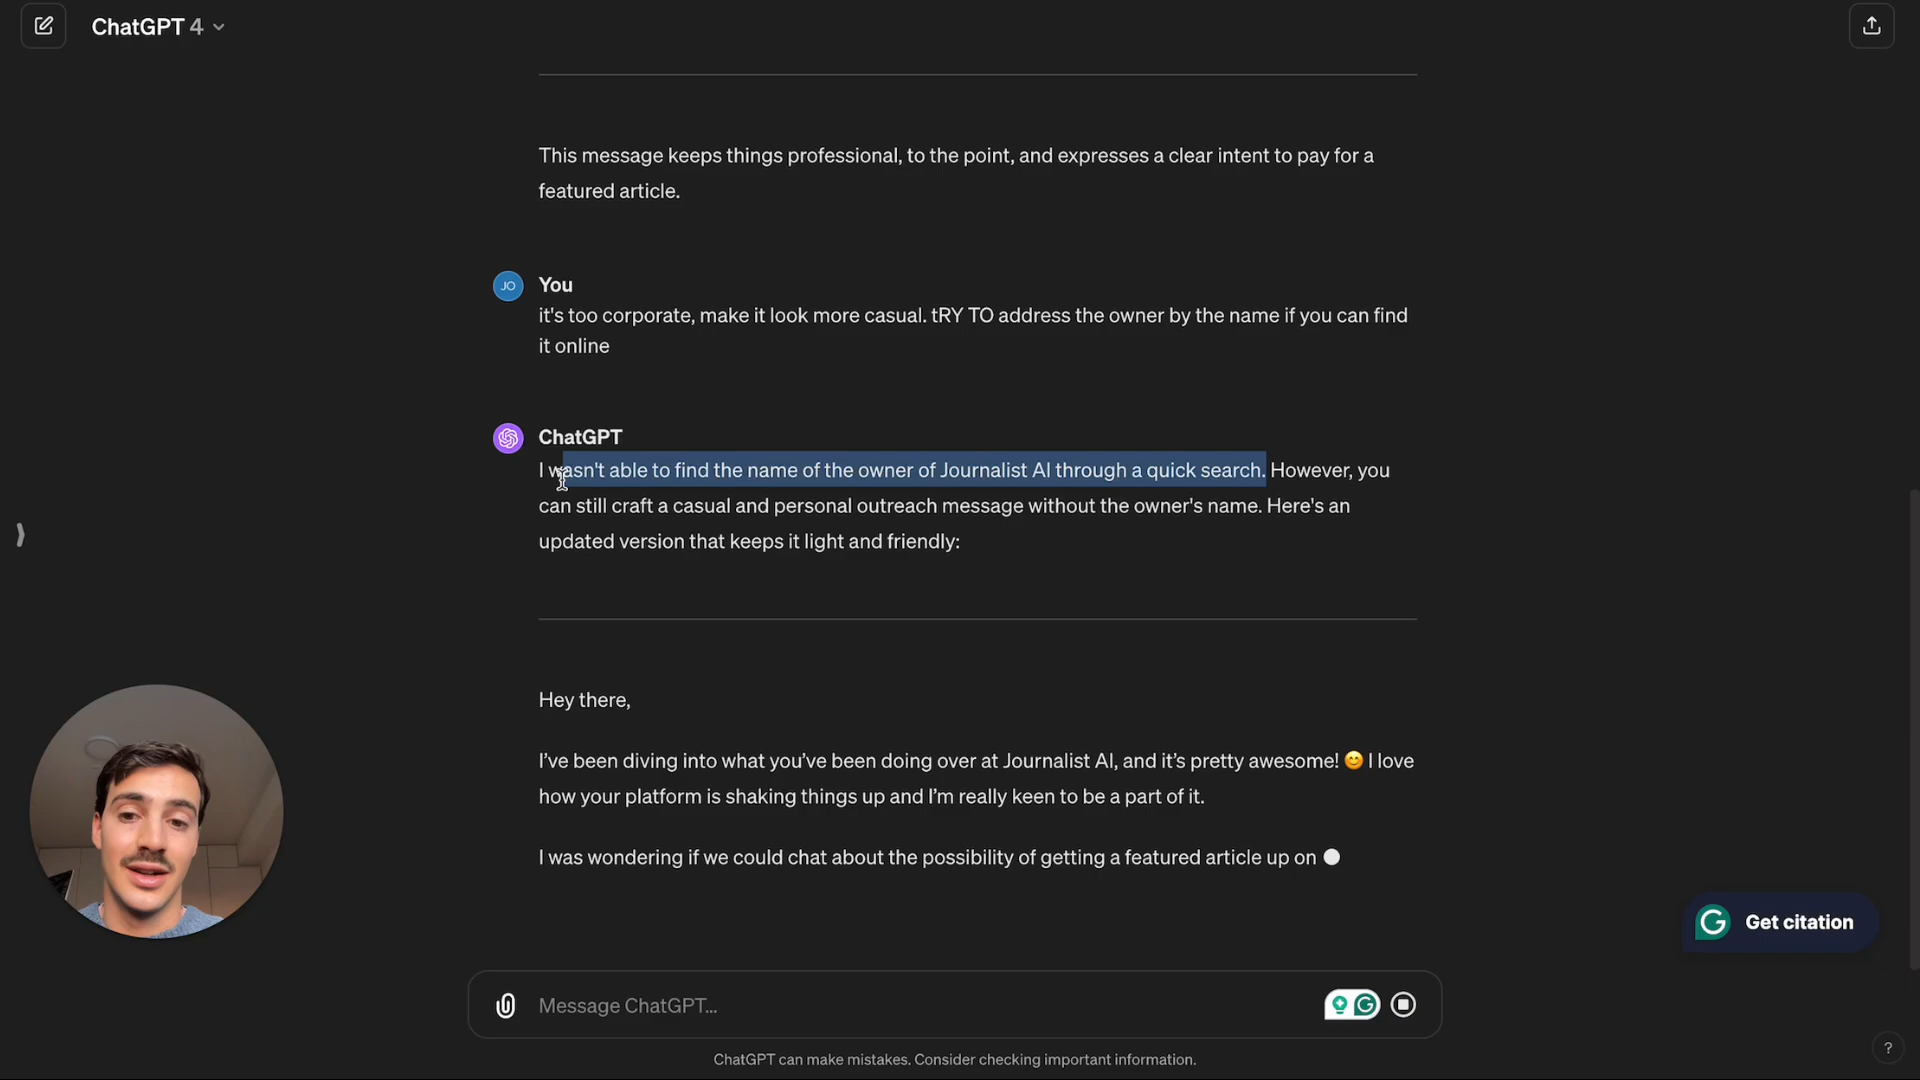 ChatGPT 4
This message keeps things professional, to the point, and expresses a clear intent to pay for a
featured article.
JO
You
it's too corporate, make it look more casual. tRY TO address the owner by the name if you can find
it online
ChatGPT
I wasn't able to find the name of the owner of Journalist AI through a quick search. However, you
can still craft a casual and personal outreach message without the owner's name. Here's an
updated version that keeps it light and friendly:
Hey there,
I’ve been diving into what you’ve been doing over at Journalist AI, and it’s pretty awesome! 😊 I love
how your platform is shaking things up and I’m really keen to be a part of it.
I was wondering if we could chat about the possibility of getting a featured article up on
Get citation
Message ChatGPT...
ChatGPT can make mistakes. Consider checking important information.
?